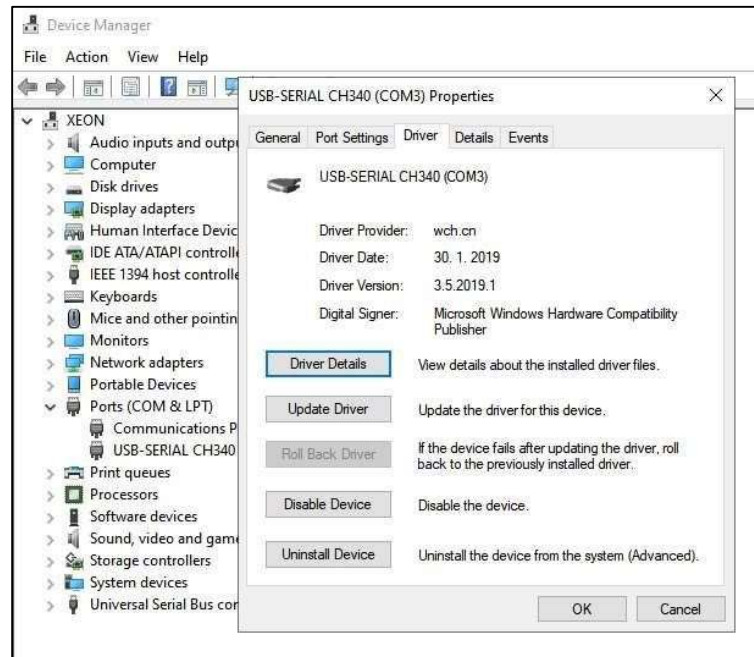 Device Manager
File Action View Help
XEON
Audio inputs and outpu
Computer
Disk drives
Display adapters
Human Interface Devic
IDE ATA/ATAPI controlle
IEEE 1394 host controlle
Keyboards
Mice and other pointin
Monitors
Network adapters
Portable Devices
Ports (COM & LPT)
Communications P
USB-SERIAL CH340
Print queues
Processors
Software devices
Sound, video and game
Storage controllers
System devices
Universal Serial Bus cor
USB-SERIAL CH340 (COM3) Properties
General Port Settings Driver Details Events
USB-SERIAL CH340 (COM3)
Driver Provider: wch.cn
Driver Date: 30. 1. 2019
Driver Version: 3.5.2019.1
Digital Signer: Microsoft Windows Hardware Compatibility
Publisher
Driver Details View details about the installed driver files.
Update Driver Update the driver for this device.
Roll Back Driver If the device fails after updating the driver, roll
back to the previously installed driver.
Disable Device Disable the device.
Uninstall Device Uninstall the device from the system (Advanced).
OK Cancel